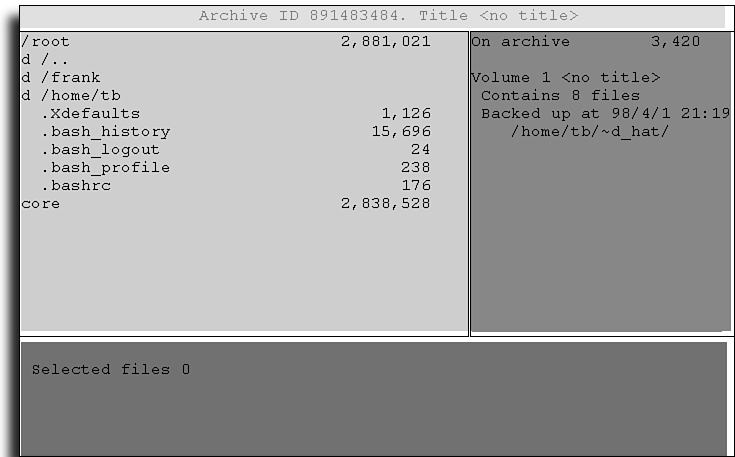 Archive ID 891483484. Title <no title>
/root 2,881,021
d /..
d /frank
d /home/tb
.Xdefaults 1,126
.bash_history 15,696
.bash_logout 24
.bash_profile 238
.bashrc 176
core 2,838,528
On archive 3,420
Volume 1 <no title>
Contains 8 files
Backed up at 98/4/1 21:19
/home/tb/~d_hat/
Selected files 0